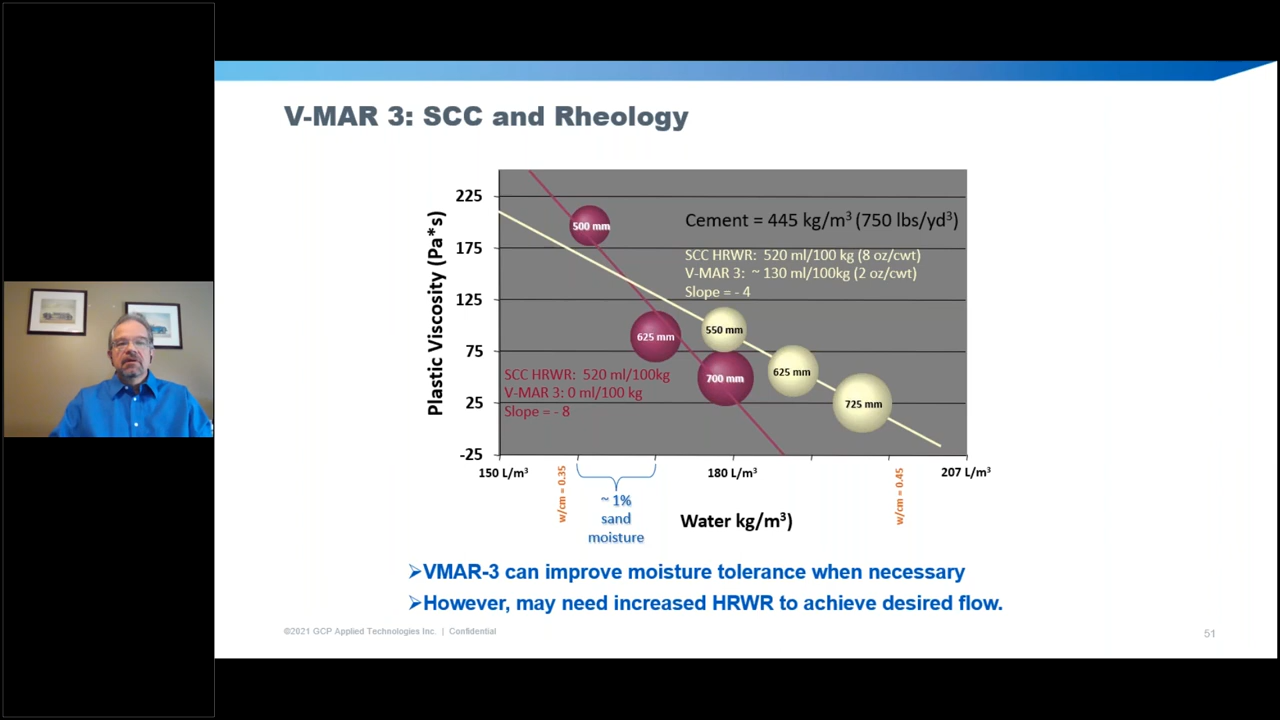 V-MAR 3: SCC and Rheology
Plastic Viscosity (Pa*s)
225
175
125
75
25
-25
500 mm
625 mm
700 mm
550 mm
625 mm
725 mm
Cement = 445 kg/m³ (750 lbs/yd³)
SCC HRWR: 520 ml/100 kg (8 oz/cwt)
V-MAR 3: ~ 130 ml/100kg (2 oz/cwt)
Slope = - 4
SCC HRWR: 520 ml/100kg
V-MAR 3: 0 ml/100 kg
Slope = - 8
150 L/m³
180 L/m³
207 L/m³
w/cm = 0.35
~ 1%
sand
moisture
w/cm = 0.45
Water kg/m³)
➢VMAR-3 can improve moisture tolerance when necessary
➢However, may need increased HRWR to achieve desired flow.
©2021 GCP Applied Technologies Inc. | Confidential
51